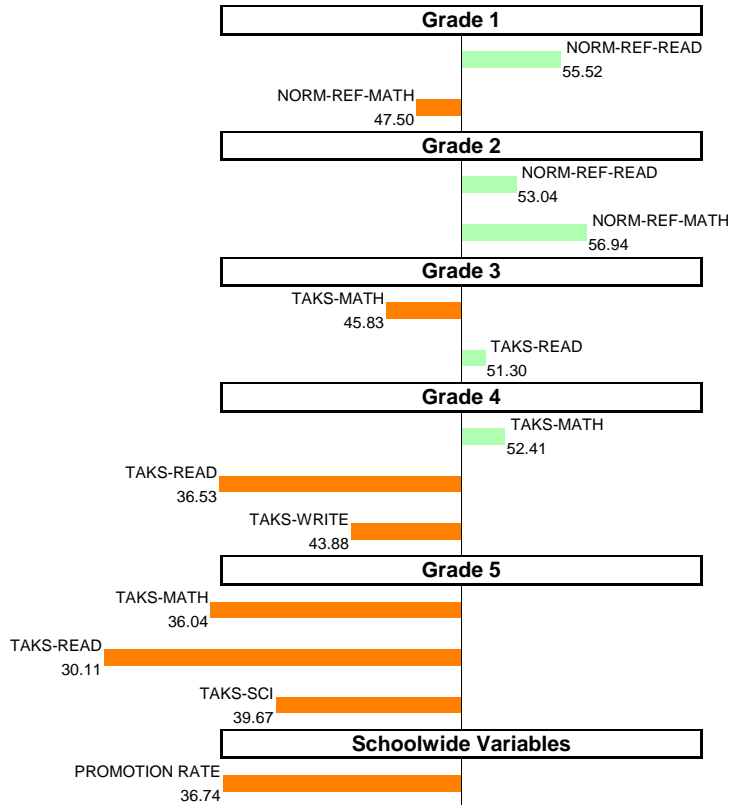 Grade 1
NORM-REF-READ
55.52
NORM-REF-MATH
47.50
Grade 2
NORM-REF-READ
53.04
NORM-REF-MATH
56.94
Grade 3
TAKS-MATH
45.83
TAKS-READ
51.30
Grade 4
TAKS-MATH
52.41
TAKS-READ
36.53
TAKS-WRITE
43.88
Grade 5
TAKS-MATH
36.04
TAKS-READ
30.11
TAKS-SCI
39.67
Schoolwide Variables
PROMOTION RATE
36.74